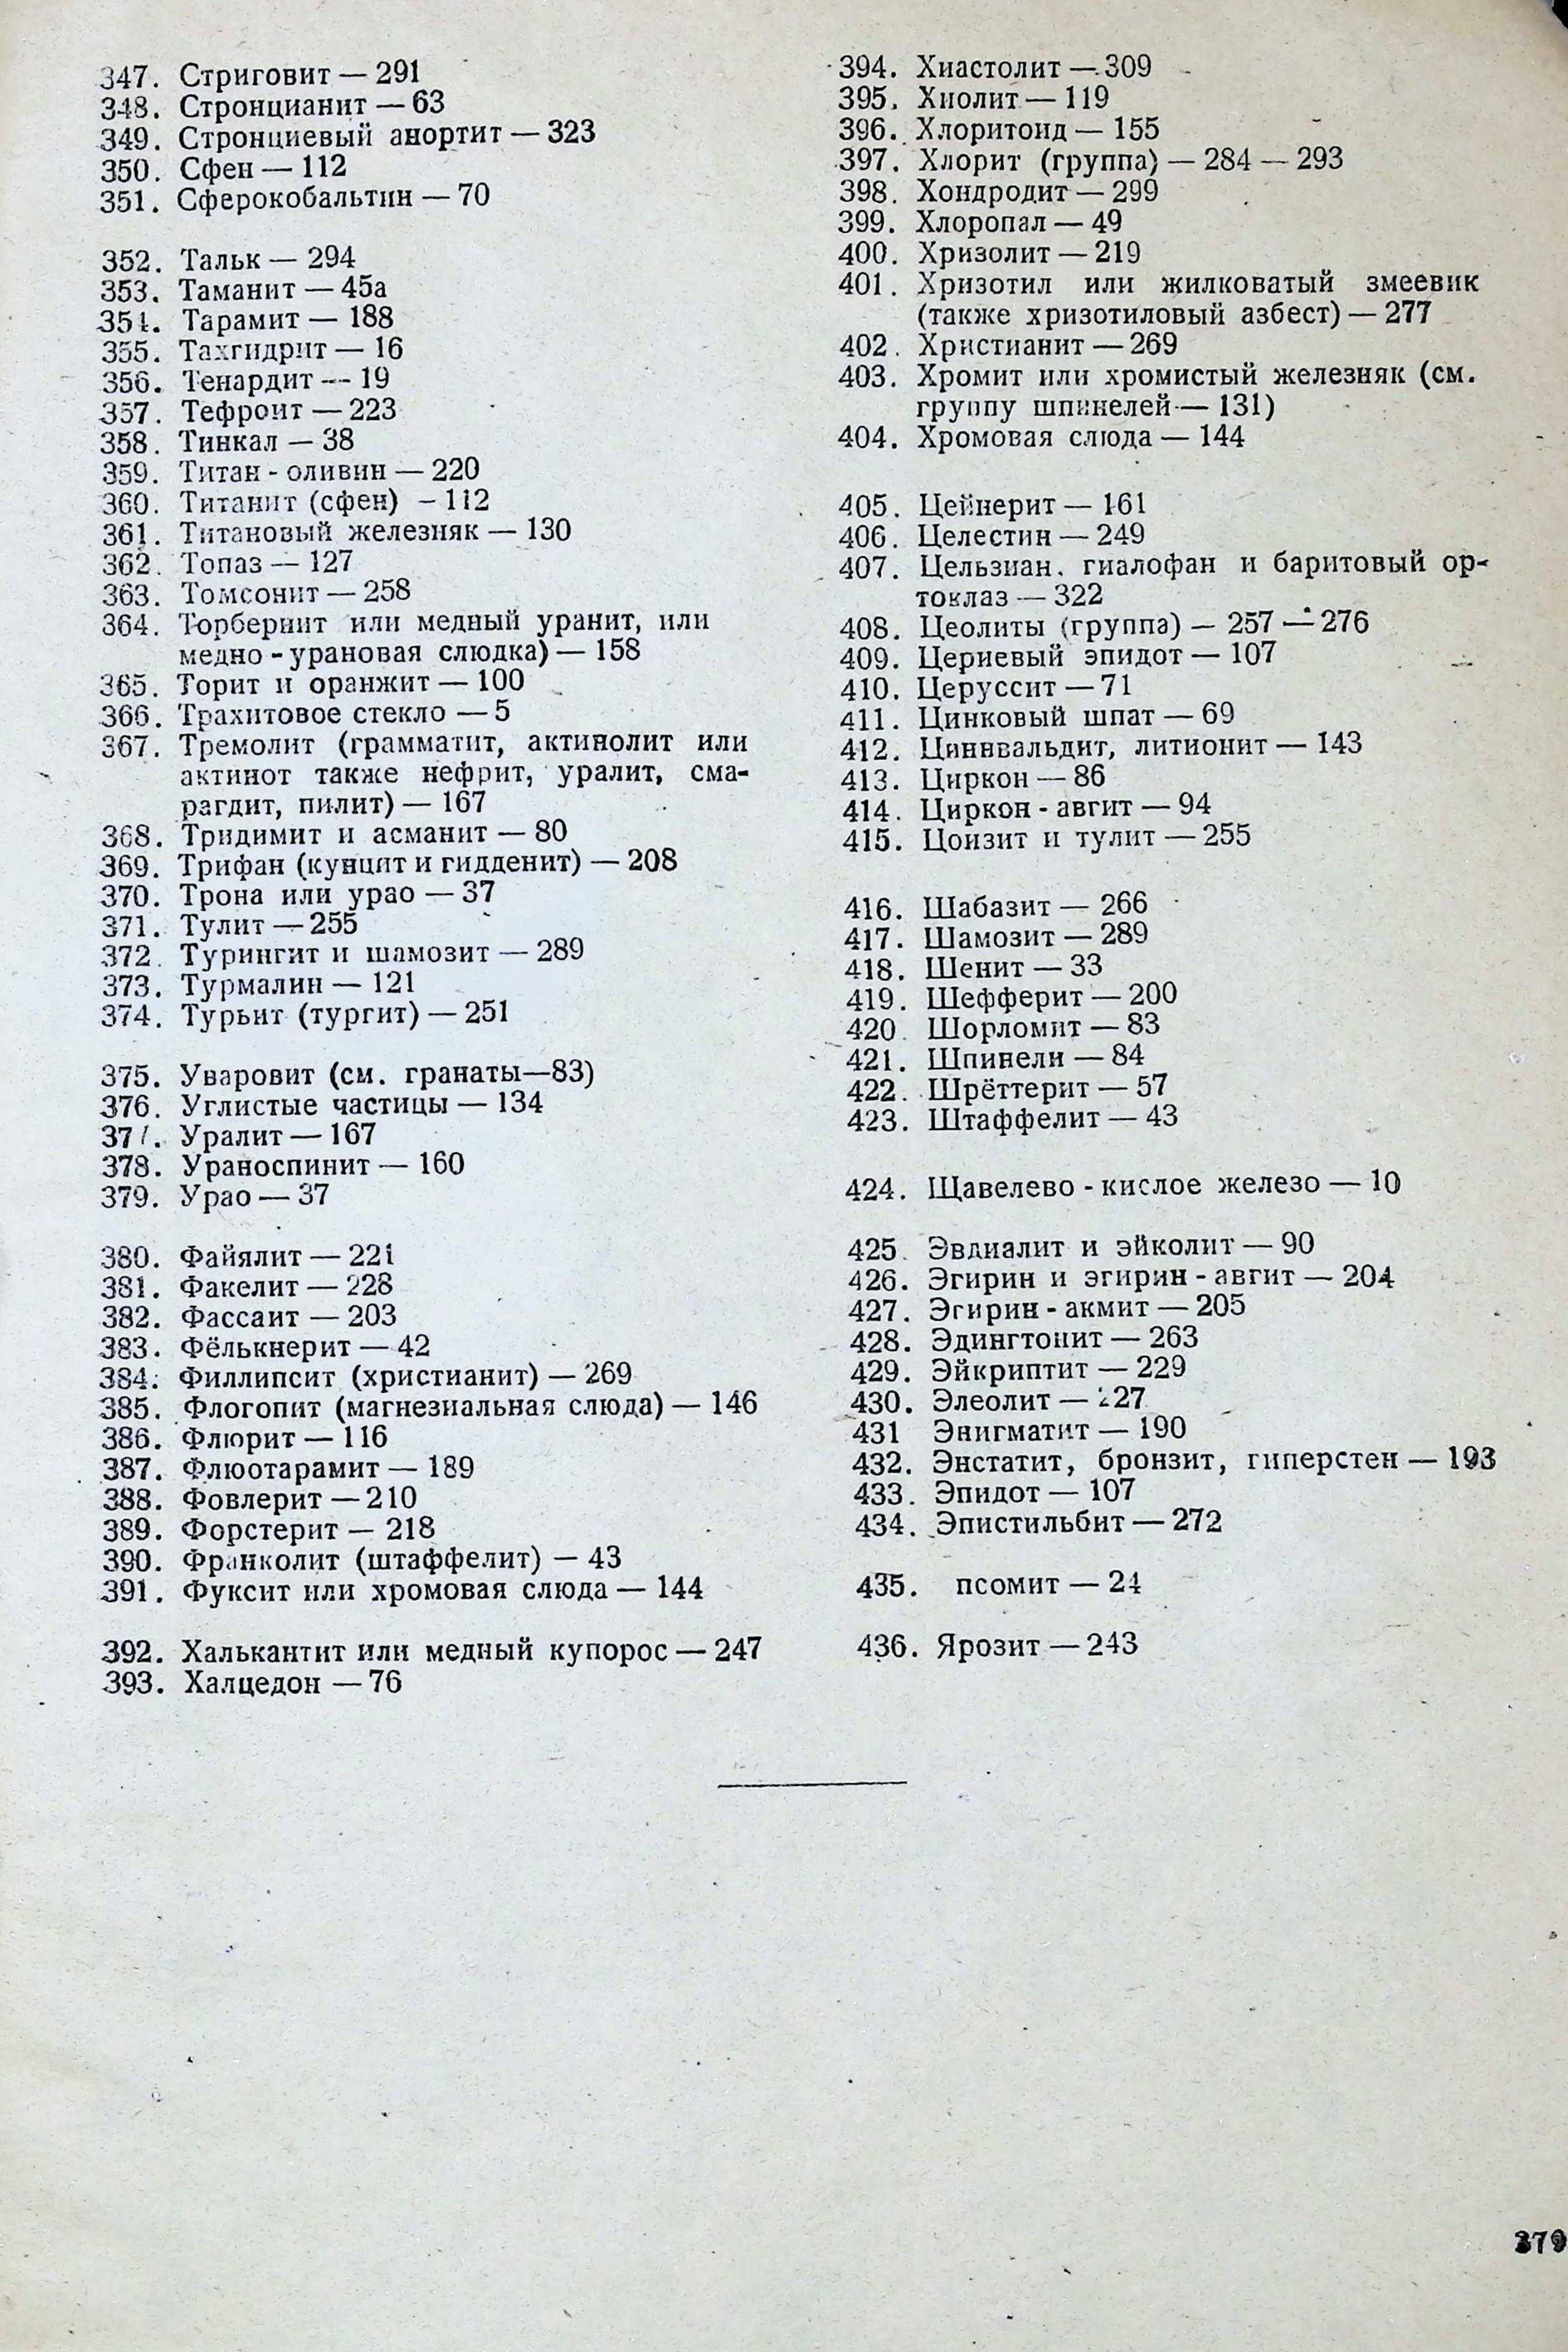 347. Стриговит — 291
348. Стронцианит — 63
349. Стронциевый анортит — 323
350. Сфен — 112
351. Сферокобальтин — 70
352. Тальк — 294
353. Таманит — 45а
354. Тарамит — 188
355. Тахгидрит — 16
356. Тенардит — 19
357. Тефроит — 223
358. Тинкал — 38
359. Титан - оливин — 220
360. Титанит (сфен) – 112
361. Титановый железняк — 130
362. Топаз — 127
363. Томсонит — 258
364. Торбернит или медный уранит, или
медно - урановая слюдка) — 158
365. Торит и оранжит — 100
366. Трахитовое стекло — 5
367. Тремолит (грамматит, актинолит или
актинот также нефрит, уралит, сма-
рагдит, пилит) — 167
368. Тридимит и асманит — 80
369. Трифан (кунцит и гидденит) — 208
370. Трона или урао — 37
371. Тулит — 255
372. Турингит и шамозит — 289
373. Турмалин — 121
374. Турьит (тургит) — 251
375. Уваровит (см. гранаты—83)
376. Углистые частицы — 134
377. Уралит — 167
378. Ураноспинит — 160
379. Урао — 37
380. Файялит — 221
381. Факелит — 228
382. Фассаит — 203
383. Фёлькнерит — 42
384. Филлипсит (христианит) — 269
385. Флогопит (магнезиальная слюда) — 146
386. Флюрит — 116
387. Флюотарамит — 189
388. Фовлерит — 210
389. Форстерит — 218
390. Франколит (штаффелит) — 43
391. Фуксит или хромовая слюда — 144
392. Халькантит или медный купорос — 247
393. Халцедон — 76
394. Хиастолит — 309
395. Хиолит — 119
396. Хлоритоид — 155
397. Хлорит (группа) — 284 — 293
398. Хондродит — 299
399. Хлоропал — 49
400. Хризолит — 219
401. Хризотил или жилковатый змеевик
(также хризотиловый азбест) — 277
402. Христианит — 269
403. Хромит или хромистый железняк (см.
группу шпинелей — 131)
404. Хромовая слюда — 144
405. Цейнерит — 161
406. Целестин — 249
407. Цельзиан, гиалофан и баритовый ор-
токлаз — 322
408. Цеолиты (группа) — 257 — 276
409. Цериевый эпидот — 107
410. Церуссит — 71
411. Цинковый шпат — 69
412. Циннвальдит, литионит — 143
413. Циркон — 86
414. Циркон - авгит — 94
415. Цоизит и тулит — 255
416. Шабазит — 266
417. Шамозит — 289
418. Шенит — 33
419. Шефферит — 200
420. Шорломит — 83
421. Шпинели — 84
422. Шрёттерит — 57
423. Штаффелит — 43
424. Щавелево - кислое железо — 10
425. Эвдиалит и эйколит — 90
426. Эгирин и эгирин - авгит — 204
427. Эгирин - акмит — 205
428. Эдингтонит — 263
429. Эйкриптит — 229
430. Элеолит — 227
431 Энигматит — 190
432. Энстатит, бронзит, гиперстен — 193
433. Эпидот — 107
434. Эпистильбит — 272
435. псомит — 24
436. Ярозит — 243
379